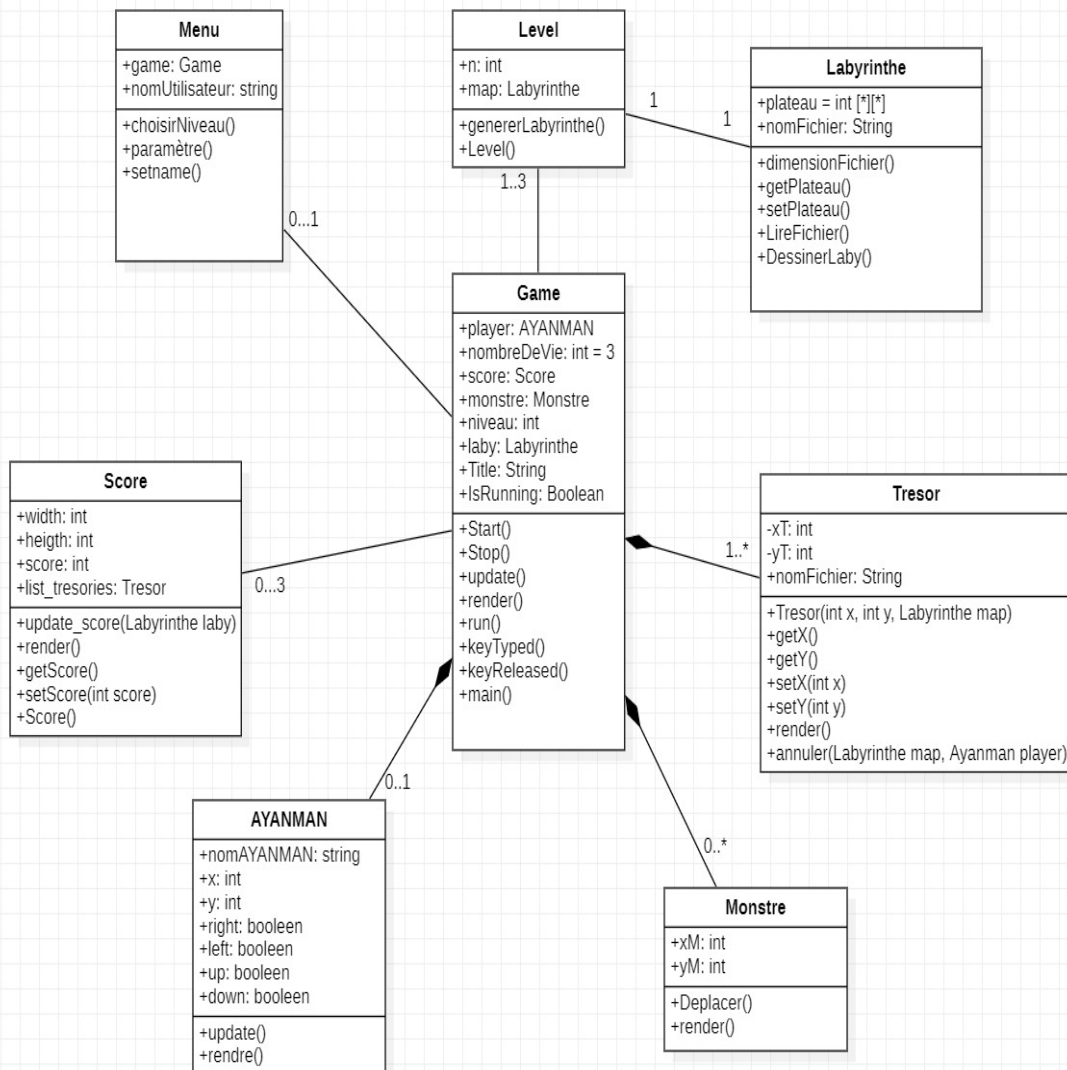 Menu
+game: Game
+nomUtilisateur: string
+choisirNiveau()
+paramètre()
+setname()
0...1
Level
+n: int
+map: Labyrinthe
+genererLabyrinthe()
+Level()
1
1
1..3
Labyrinthe
+plateau = int [*][*]
+nomFichier: String
+dimensionFichier()
+getPlateau()
+setPlateau()
+LireFichier()
+DessinerLaby()
Game
+player: AYANMAN
+nombreDeVie: int = 3
+score: Score
+monstre: Monstre
+niveau: int
+laby: Labyrinthe
+Title: String
+IsRunning: Boolean
+Start()
+Stop()
+update()
+render()
+run()
+keyTyped()
+keyReleased()
+main()
Score
+width: int
+heigth: int
+score: int
+list_tresories: Tresor
+update_score(Labyrinthe laby)
+render()
+getScore()
+setScore(int score)
+Score()
0...3
Tresor
-xT: int
-yT: int
+nomFichier: String
+Tresor(int x, int y, Labyrinthe map)
+getX()
+getY()
+setX(int x)
+setY(int y)
+render()
+annuler(Labyrinthe map, Ayanman player)
1..*
0..1
AYANMAN
+nomAYANMAN: string
+x: int
+y: int
+right: booleen
+left: booleen
+up: booleen
+down: booleen
+update()
+rendre()
0..*
Monstre
+xM: int
+yM: int
+Deplacer()
+render()